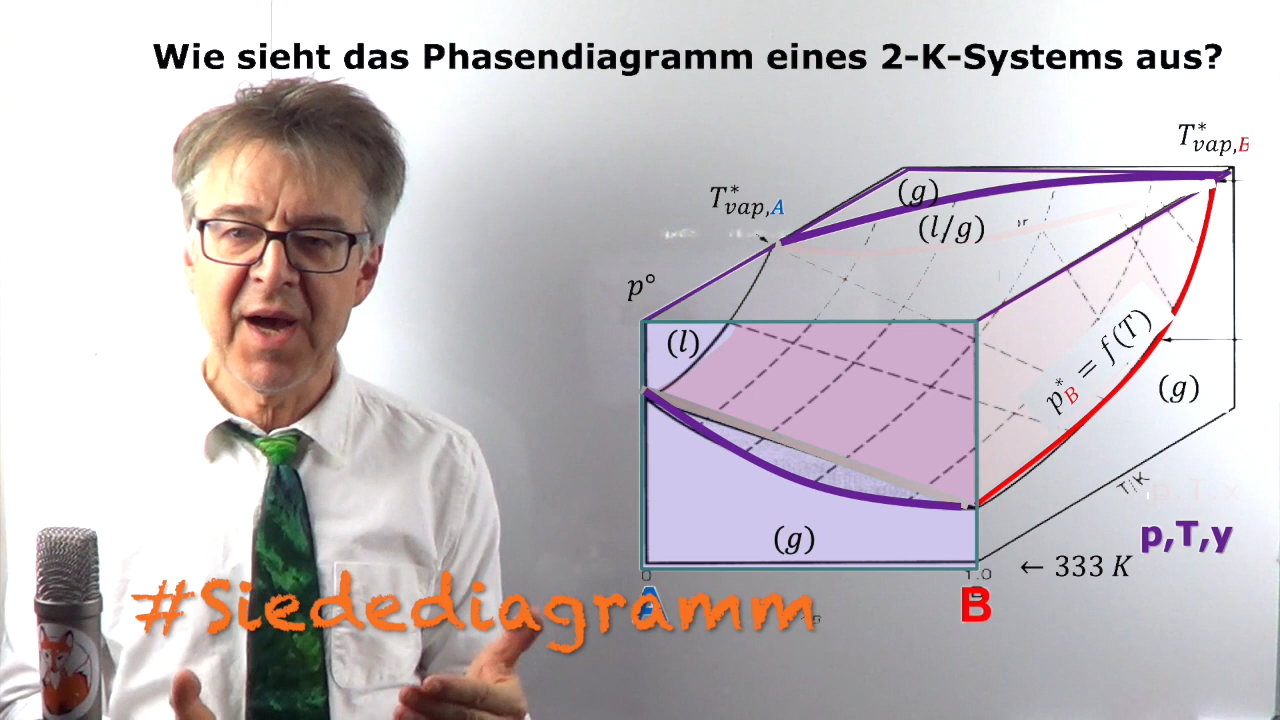 Wie sieht das Phasendiagramm eines 2-K-Systems aus?
T*vap,B
T*vap,A
(g)
(l/g)
p°
(l)
p*B = f(T)
(g)
T/K
p,T,x
p,T,y
(g)
← 333 K
0
1.0
A
B
#Siedediagramm